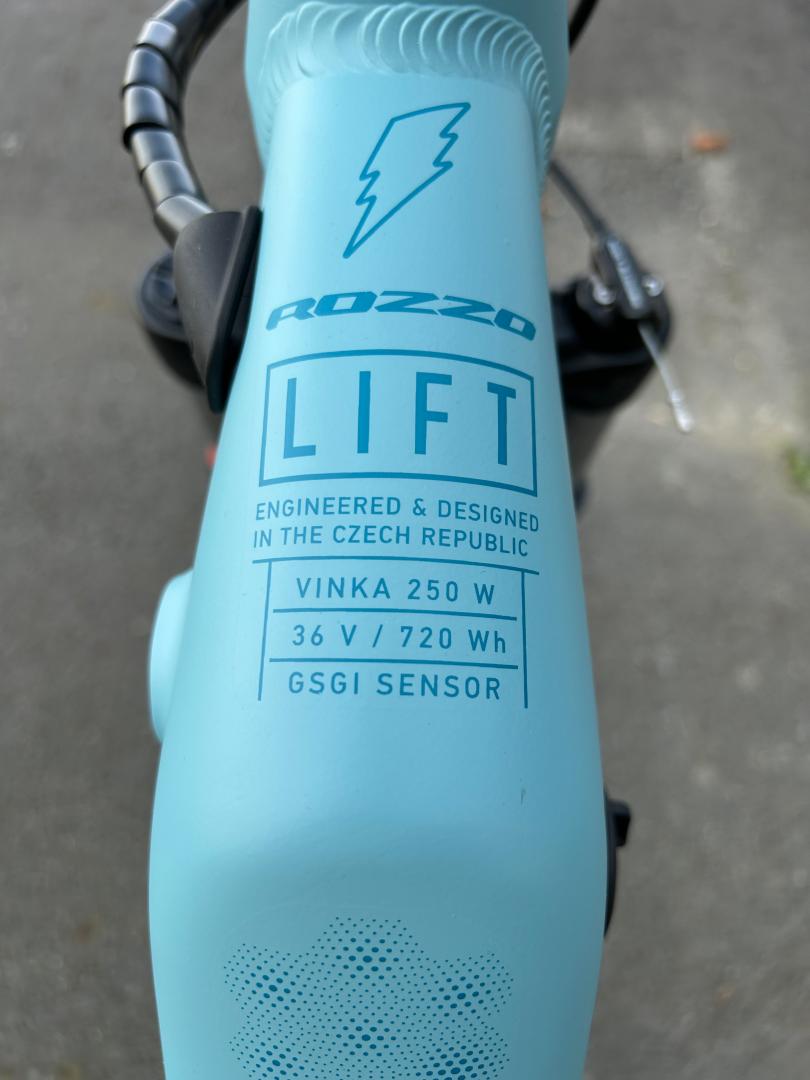 ROZZO
LIFT
ENGINEERED & DESIGNED
IN THE CZECH REPUBLIC
VINKA 250 W
36 V / 720 Wh
GSGI SENSOR